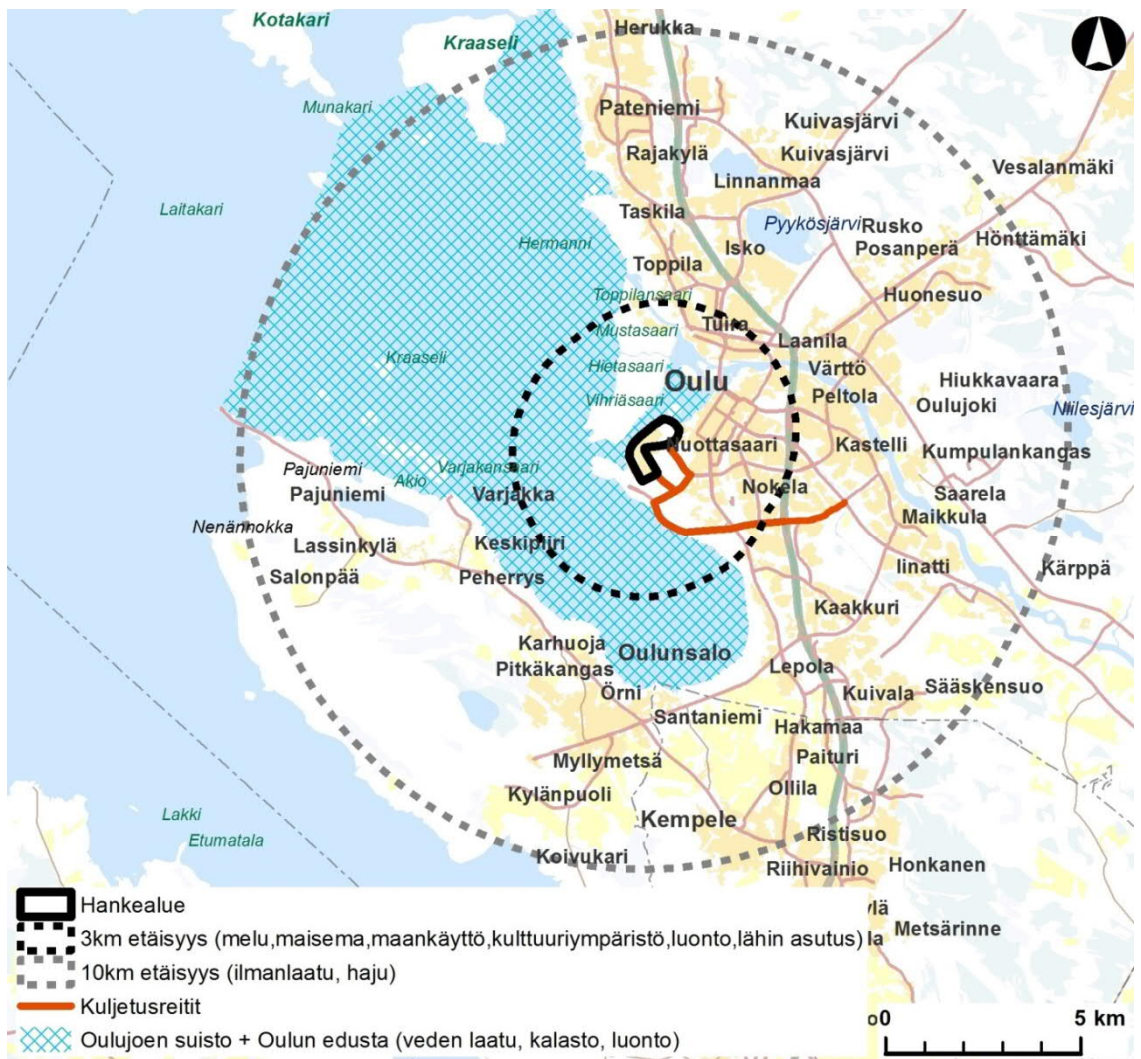 Kotakari
Herukka
Kraaseli
Munakari
Pateniemi
Kuivasjärvi
Rajakylä
Kuivasjärvi
Vesalanmäki
Linnanmaa
Laitakari
Taskila
Pyykösjärvi
Rusko
Hermanni
Isko
Posanperä
Hönttämäki
Toppila
Toppilansaari
Huonesuo
Mustasaari
Tuira
Laanila
Kraaseli
Hietasaari
Oulu
Värttö
Hiukkavaara
Vihriäsaari
Peltola
Oulujoki
Niilesjärvi
Nuottasaari
Kastelli
Kumpulankangas
Pajuniemi
Varjakansaari
Akio
Pajuniemi
Varjakka
Nokela
Saarela
Maikkula
Nenännokka
Lassinkylä
Keskipiiri
Iinatti
Kärppä
Salonpää
Peherrys
Kaakkuri
Karhuoja
Oulunsalo
Pitkäkangas
Lepola
Örni
Kuivala
Sääskensuo
Santaniemi
Hakamaa
Myllymetsä
Paituri
Kylänpuoli
Ollila
Lakki
Kempele
Etumatala
Ristisuo
Koivukari
Riihivainio
Honkanen
Hankealue
ylä
Metsärinne
3km etäisyys (melu,maisema,maankäyttö,kulttuuriympäristö,luonto,lähin asutus)
la
10km etäisyys (ilmanlaatu, haju)
Kuljetusreitit
Oulujoen suisto + Oulun edusta (veden laatu, kalasto, luonto)
o
0
5 km